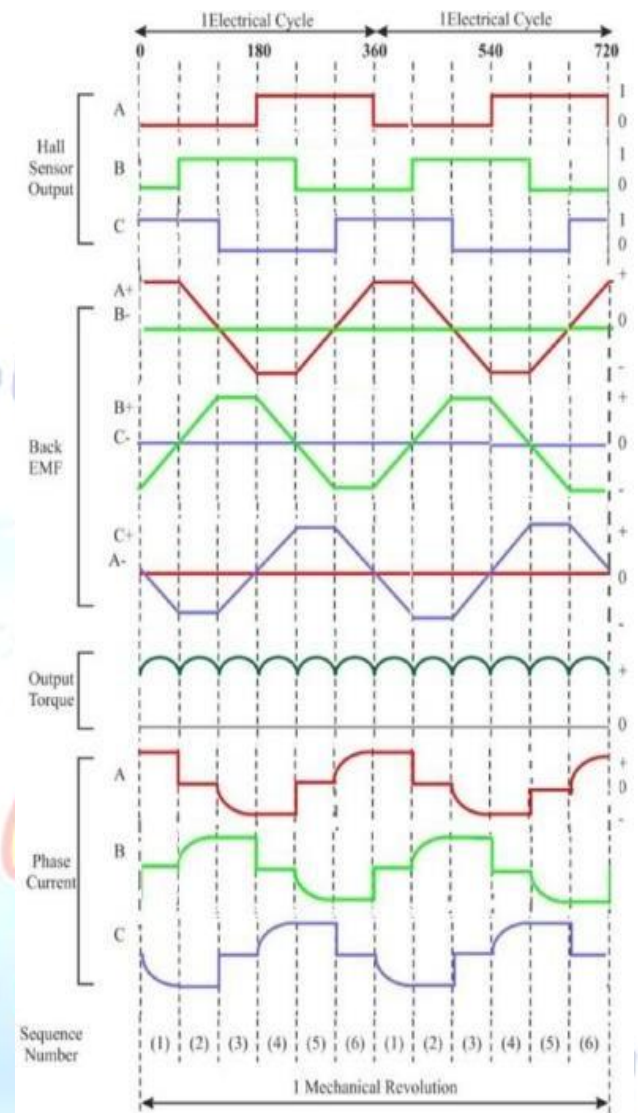 1Electrical Cycle 1Electrical Cycle
0 180 360 540 720
A 1
0
Hall
Sensor
Output
B 1
0
C 1
0
A+ +
B- 0
-
B+ +
C- 0
-
Back
EMF
C+ +
A- 0
-
Output
Torque
+
0
A +
0
-
Phase
Current
B
C
Sequence
Number
(1) (2) (3) (4) (5) (6) (1) (2) (3) (4) (5) (6)
1 Mechanical Revolution